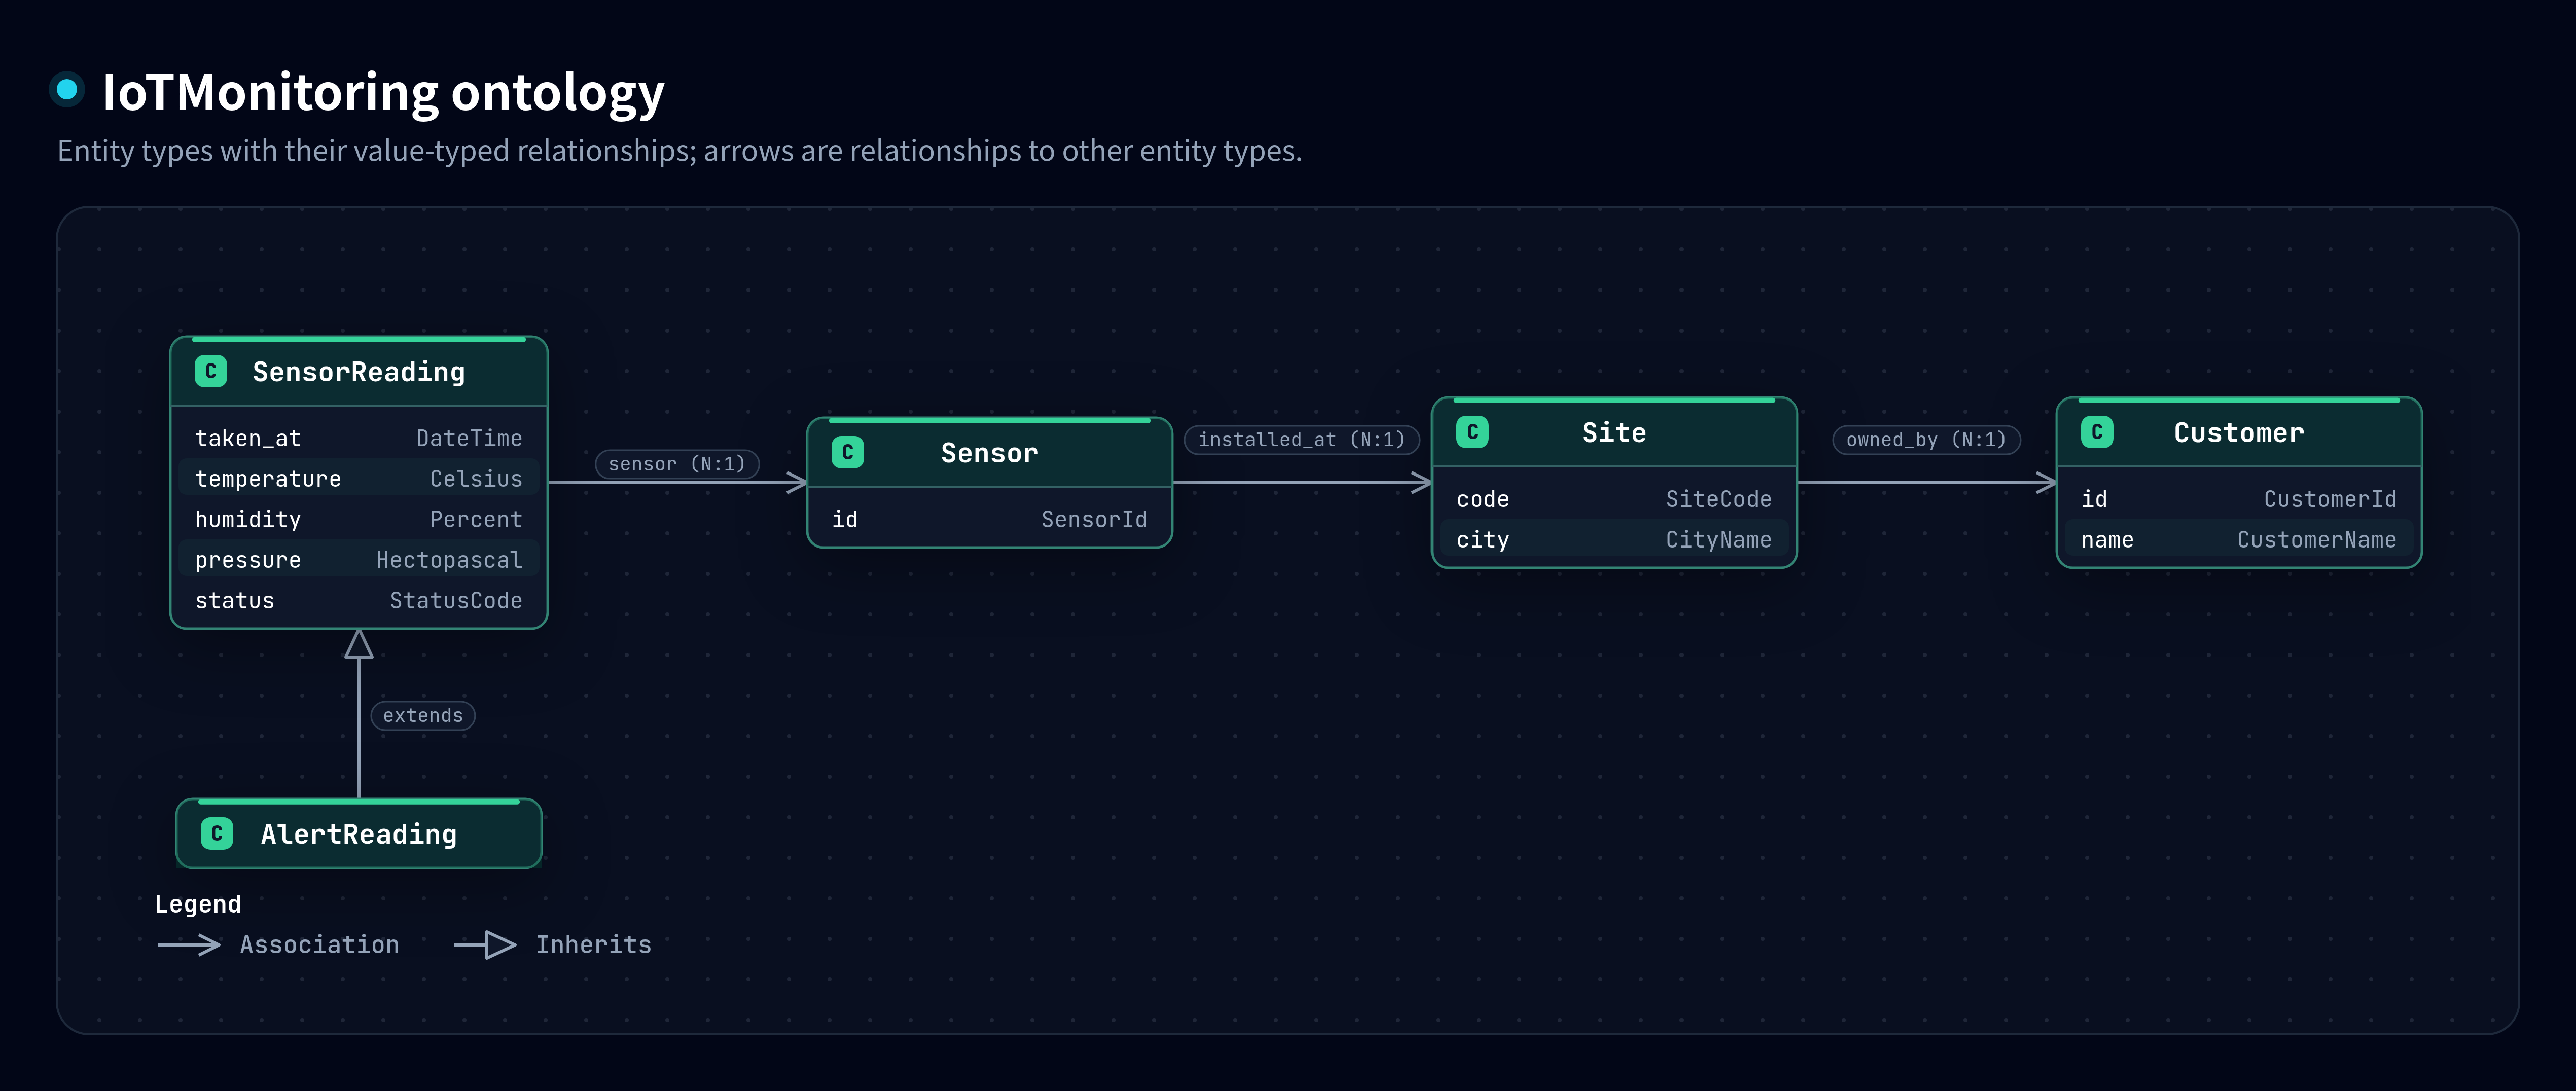 IoTMonitoring ontology
Entity types with their value-typed relationships; arrows are relationships to other entity types.
C SensorReading
taken_at DateTime
temperature Celsius
humidity Percent
pressure Hectopascal
status StatusCode
sensor (N:1)
C Sensor
id SensorId
installed_at (N:1)
C Site
code SiteCode
city CityName
owned_by (N:1)
C Customer
id CustomerId
name CustomerName
extends
C AlertReading
Legend
Association
Inherits